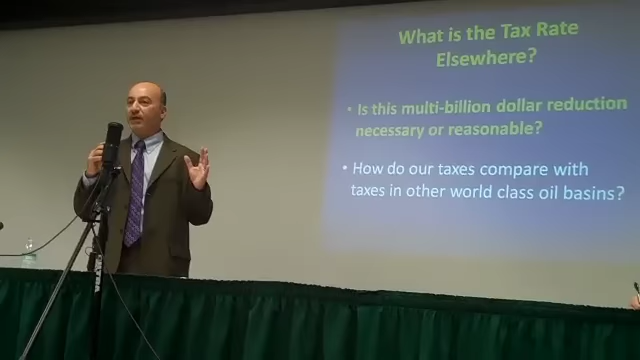 What is the Tax Rate
Elsewhere?
• Is this multi-billion dollar reduction
necessary or reasonable?
• How do our taxes compare with
taxes in other world class oil basins?